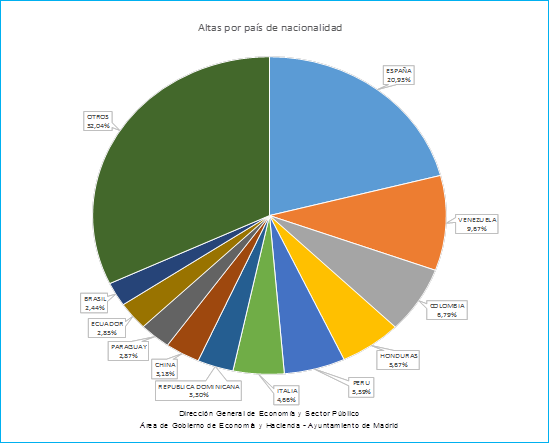 Altas por país de nacionalidad
ESPAÑA
20,95%
VENEZUELA
9,67%
COLOMBIA
6,79%
HONDURAS
5,67%
PERU
5,39%
ITALIA
4,66%
REPUBLICA DOMINICANA
3,30%
CHINA
3,18%
PARAGUAY
2,87%
ECUADOR
2,85%
BRASIL
2,44%
OTROS
32,04%
Dirección General de Economía y Sector Público
Área de Gobierno de Economía y Hacienda - Ayuntamiento de Madrid